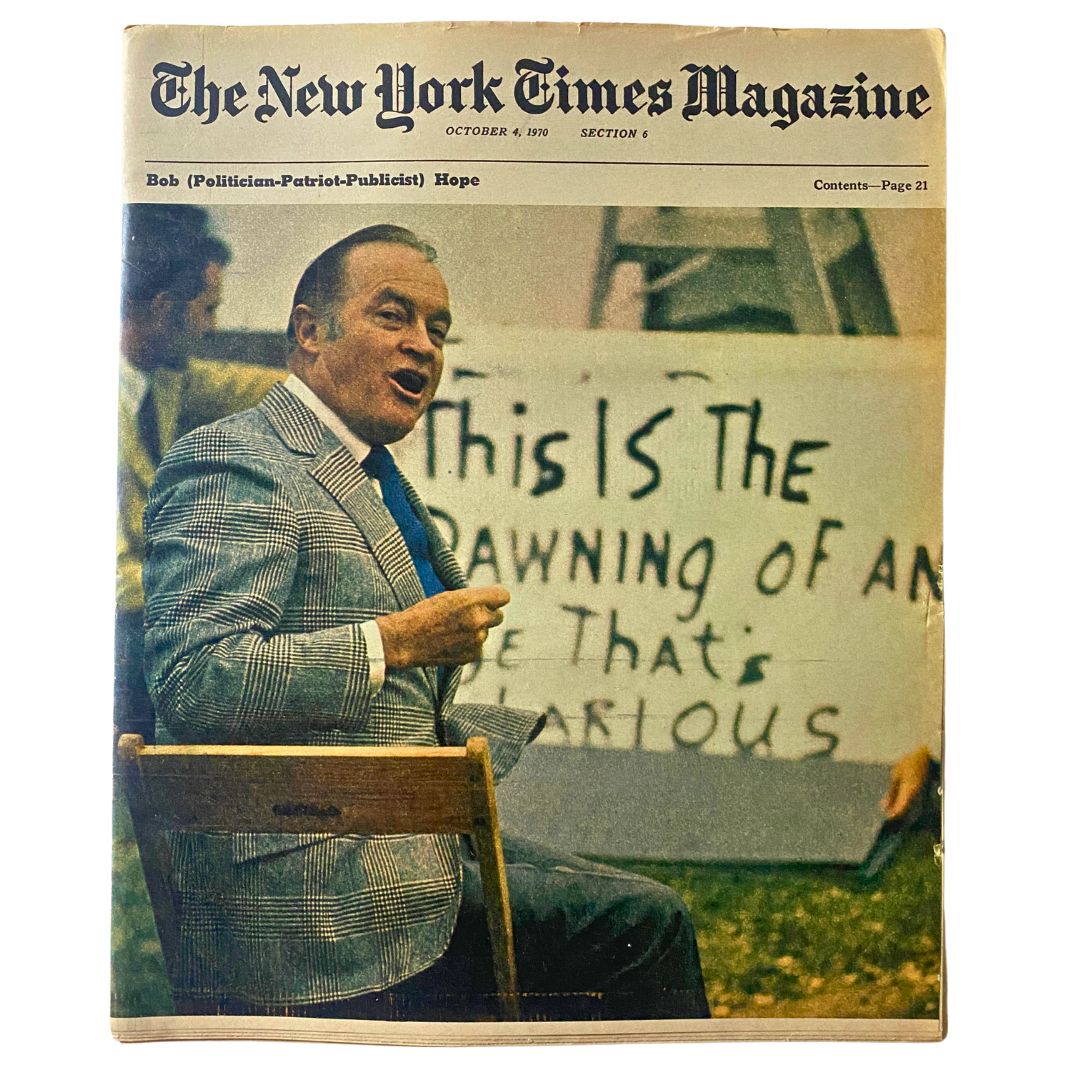 The New York Times Magazine
OCTOBER 4, 1970 SECTION 6
Bob (Politician-Patriot-Publicist) Hope
Contents—Page 21
This IS The
DAWNING OF AN
That's